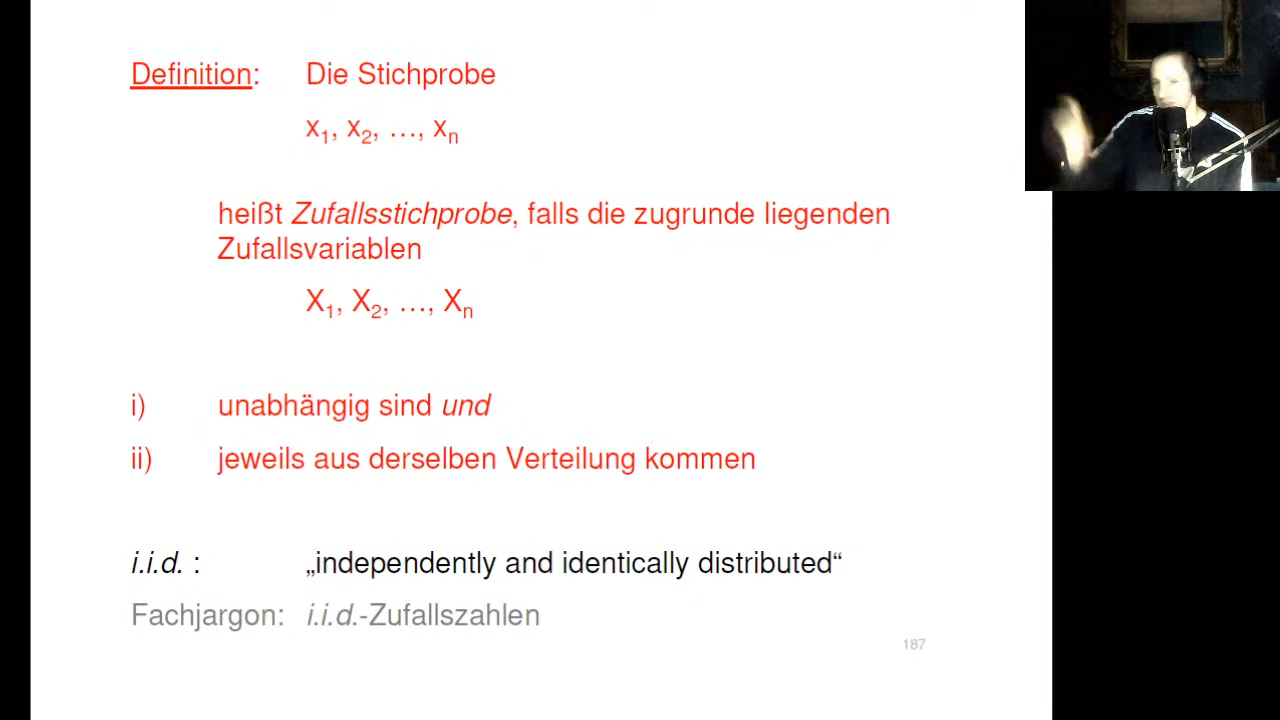 Definition: Die Stichprobe
x1, x2, …, xn
heißt Zufallsstichprobe, falls die zugrunde liegenden
Zufallsvariablen
X1, X2, …, Xn
i) unabhängig sind und
ii) jeweils aus derselben Verteilung kommen
i.i.d. : „independently and identically distributed“
Fachjargon: i.i.d.-Zufallszahlen
187